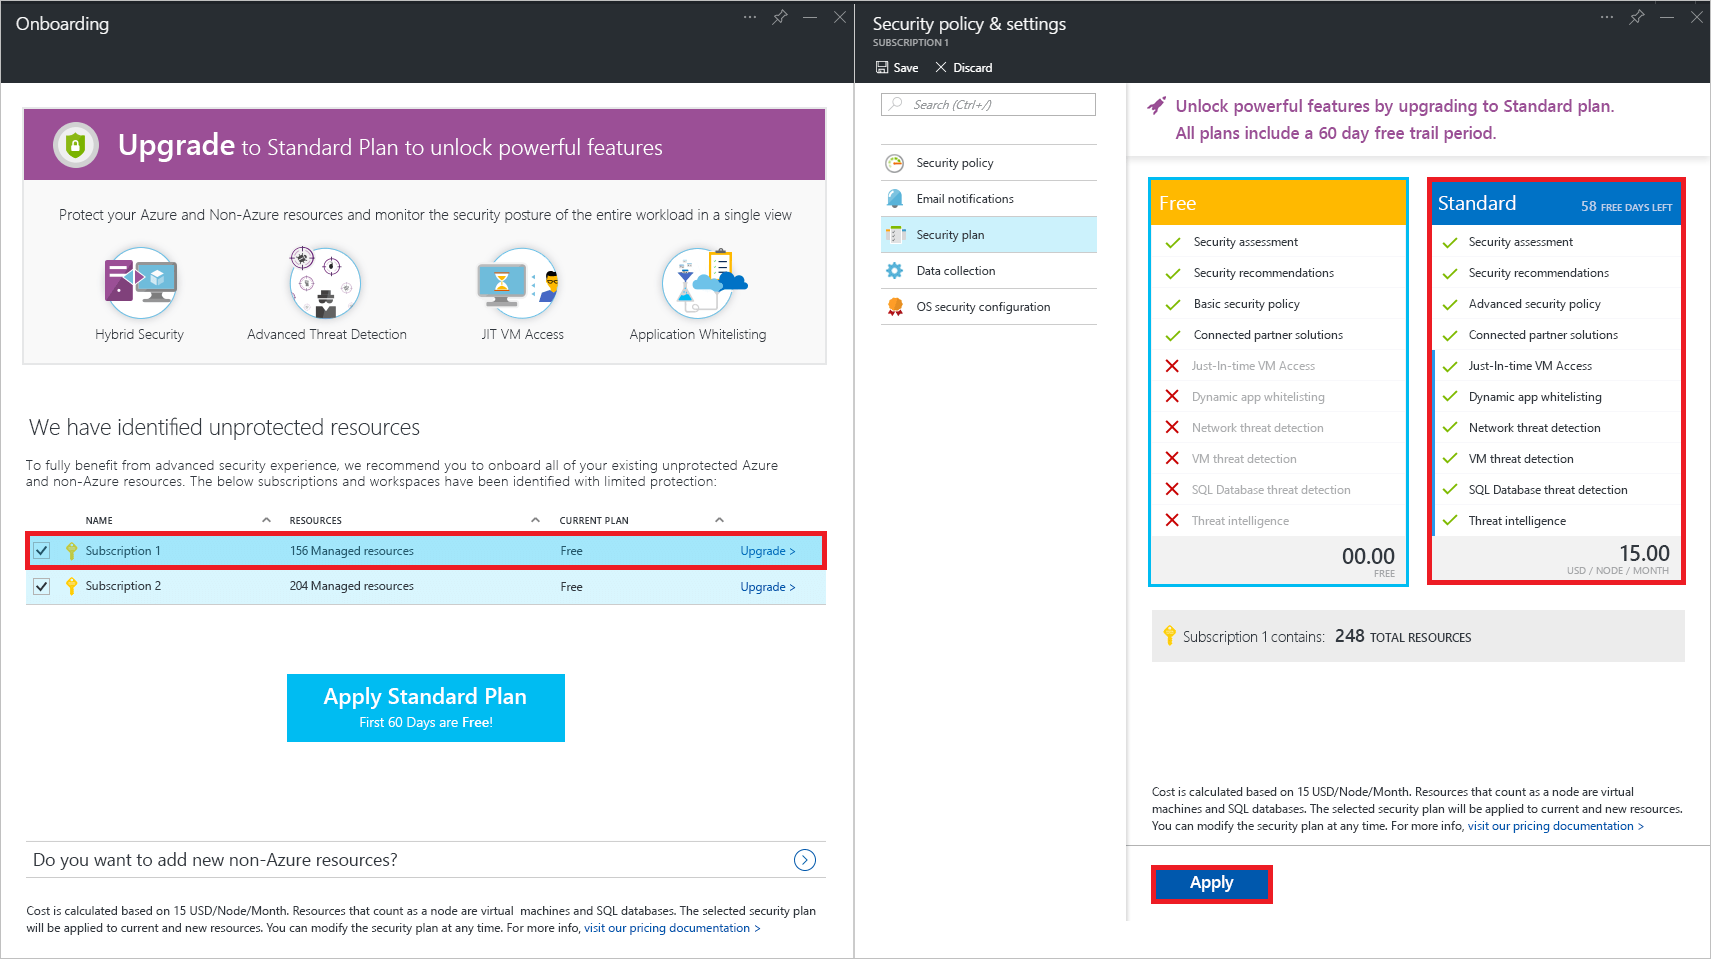 Onboarding
Upgrade to Standard Plan to unlock powerful features
Protect your Azure and Non-Azure resources and monitor the security posture of the entire workload in a single view
Hybrid Security
Advanced Threat Detection
JIT VM Access
Application Whitelisting
We have identified unprotected resources
To fully benefit from advanced security experience, we recommend you to onboard all of your existing unprotected Azure
and non-Azure resources. The below subscriptions and workspaces have been identified with limited protection:
NAME RESOURCES CURRENT PLAN
Subscription 1 156 Managed resources Free Upgrade >
Subscription 2 204 Managed resources Free Upgrade >
Apply Standard Plan
First 60 Days are Free!
Do you want to add new non-Azure resources?
Cost is calculated based on 15 USD/Node/Month. Resources that count as a node are virtual machines and SQL databases. The selected security plan
will be applied to current and new resources. You can modify the security plan at any time. For more info, visit our pricing documentation >
Security policy & settings
SUBSCRIPTION 1
Save Discard
Search (Ctrl+/)
Security policy
Email notifications
Security plan
Data collection
OS security configuration
Unlock powerful features by upgrading to Standard plan.
All plans include a 60 day free trail period.
Free
Security assessment
Security recommendations
Basic security policy
Connected partner solutions
Just-In-time VM Access
Dynamic app whitelisting
Network threat detection
VM threat detection
SQL Database threat detection
Threat intelligence
00.00
FREE
Standard 58 FREE DAYS LEFT
Security assessment
Security recommendations
Advanced security policy
Connected partner solutions
Just-In-time VM Access
Dynamic app whitelisting
Network threat detection
VM threat detection
SQL Database threat detection
Threat intelligence
15.00
USD / NODE / MONTH
Subscription 1 contains: 248 TOTAL RESOURCES
Cost is calculated based on 15 USD/Node/Month. Resources that count as a node are virtual
machines and SQL databases. The selected security plan will be applied to current and new resources.
You can modify the security plan at any time. For more info, visit our pricing documentation >
Apply